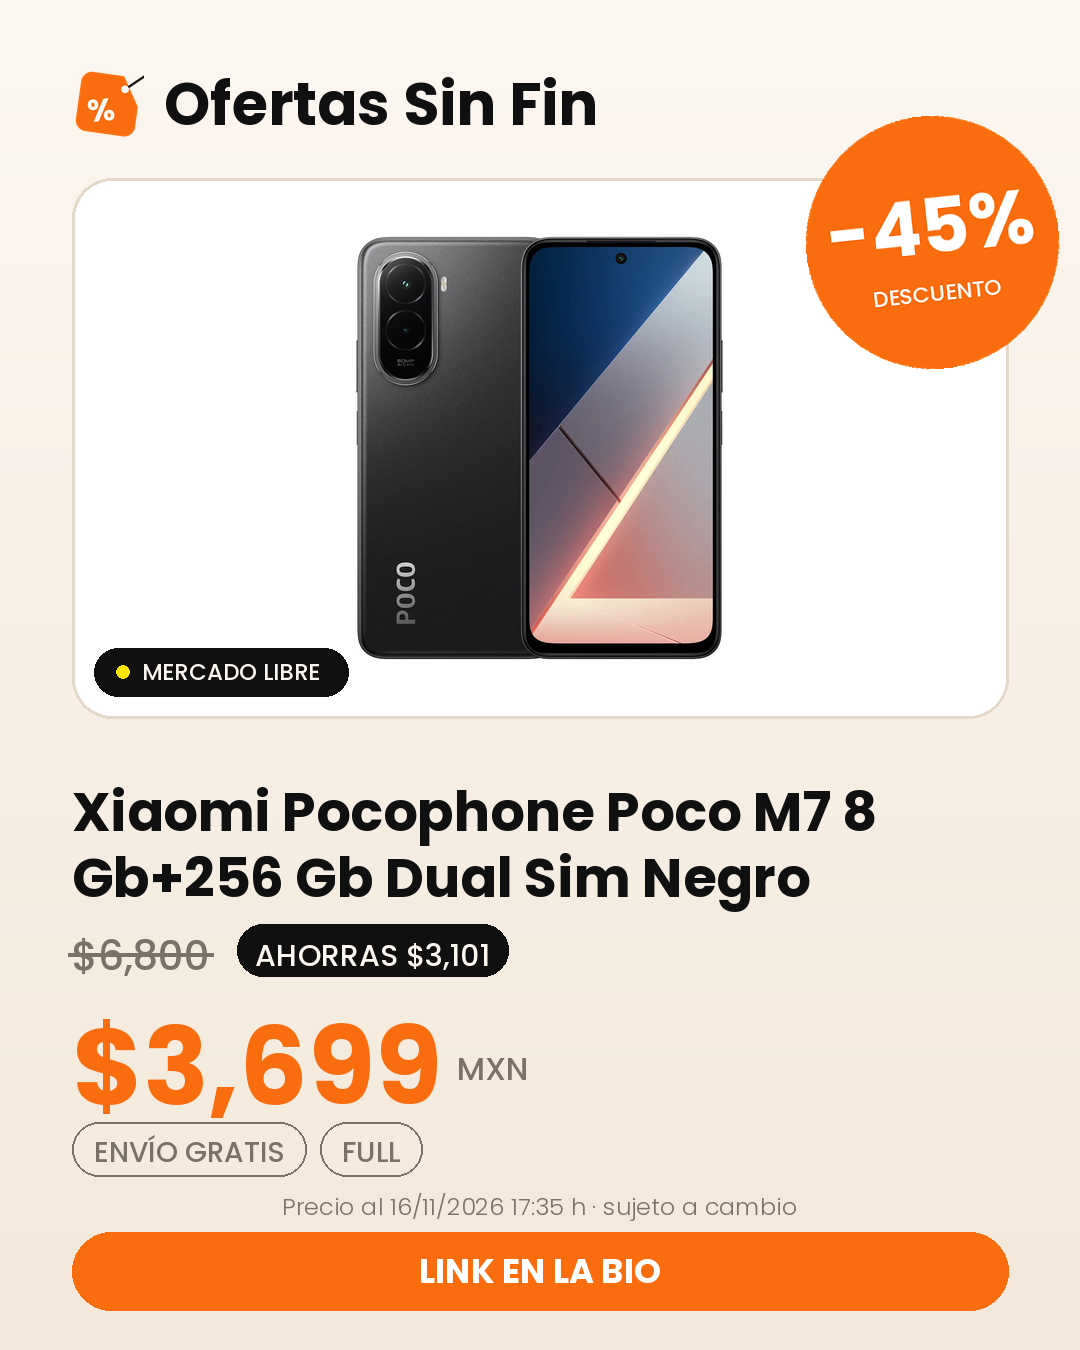 %
Ofertas Sin Fin
-45%
DESCUENTO
POCO
MERCADO LIBRE
Xiaomi Pocophone Poco M7 8
Gb+256 Gb Dual Sim Negro
$6,800
AHORRAS $3,101
$3,699 MXN
ENVÍO GRATIS
FULL
Precio al 16/11/2026 17:35 h · sujeto a cambio
LINK EN LA BIO